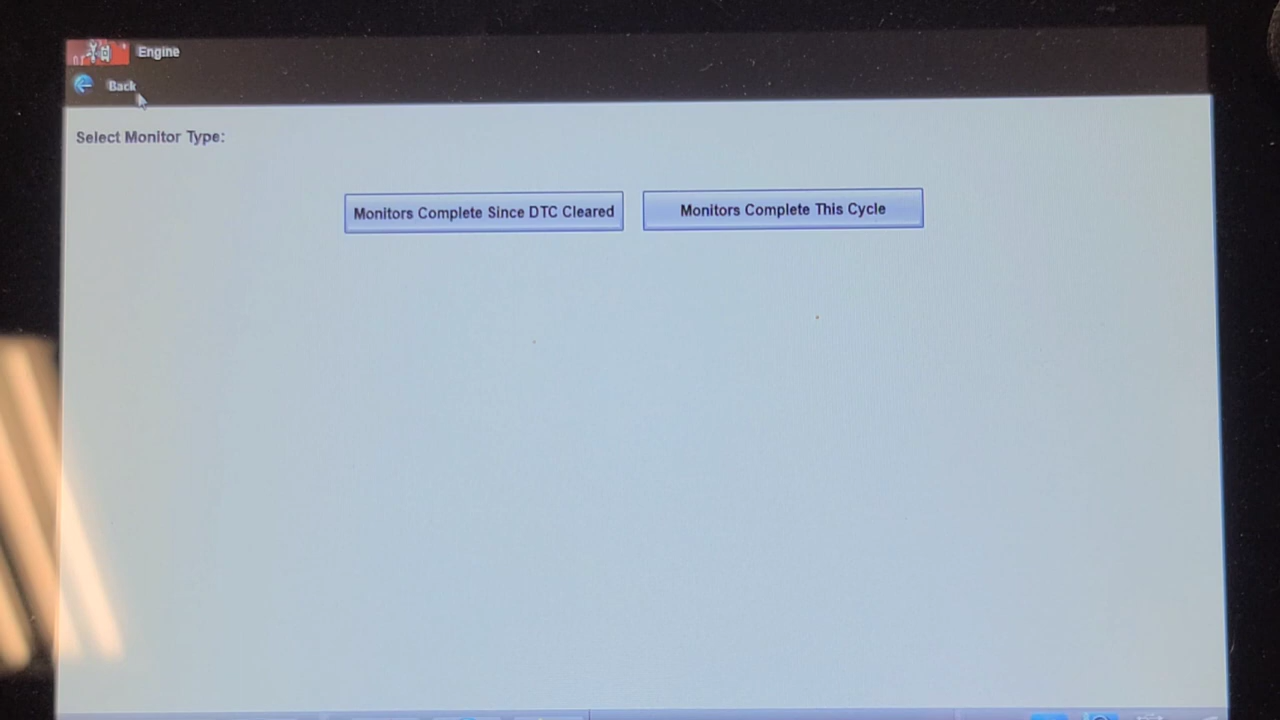 Engine
Back
Select Monitor Type:
Monitors Complete Since DTC Cleared
Monitors Complete This Cycle